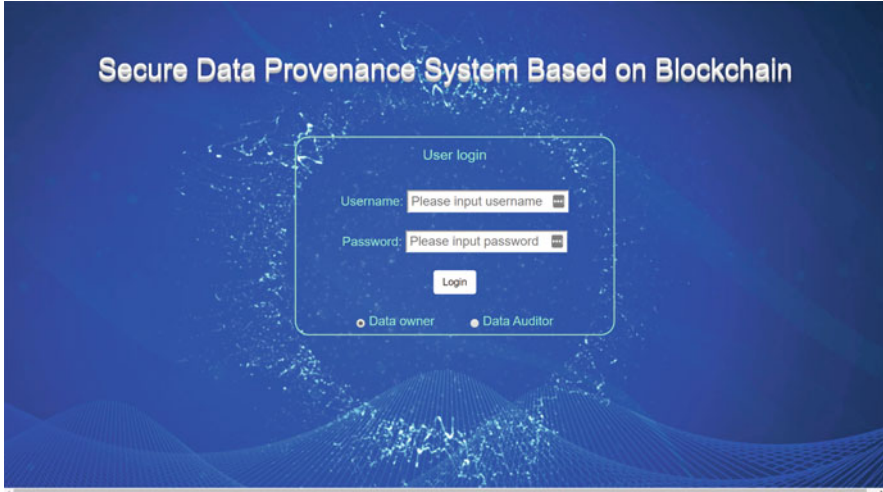 Secure Data Provenance System Based on Blockchain
User login
Username: Please input username
Password: Please input password
Login
Data owner Data Auditor